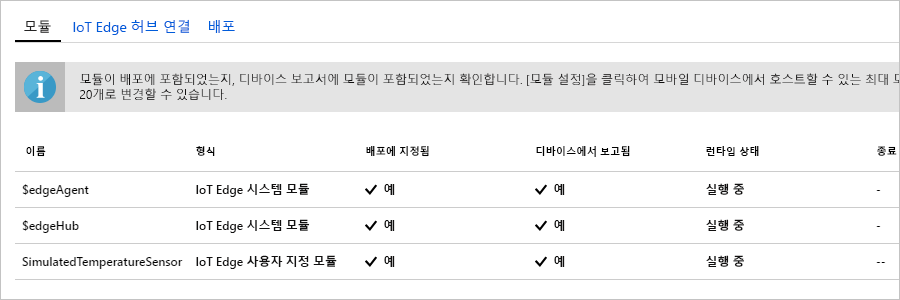 모듈 IoT Edge 허브 연결 배포
모듈이 배포에 포함되었는지, 디바이스 보고서에 모듈이 포함되었는지 확인합니다. [모듈 설정]을 클릭하여 모바일 디바이스에서 호스트할 수 있는 최대
20개로 변경할 수 있습니다.
이름 형식 배포에 지정됨 디바이스에서 보고됨 런타임 상태 종료
$edgeAgent IoT Edge 시스템 모듈 예 예 실행 중 -
$edgeHub IoT Edge 시스템 모듈 예 예 실행 중 -
SimulatedTemperatureSensor IoT Edge 사용자 지정 모듈 예 예 실행 중 --